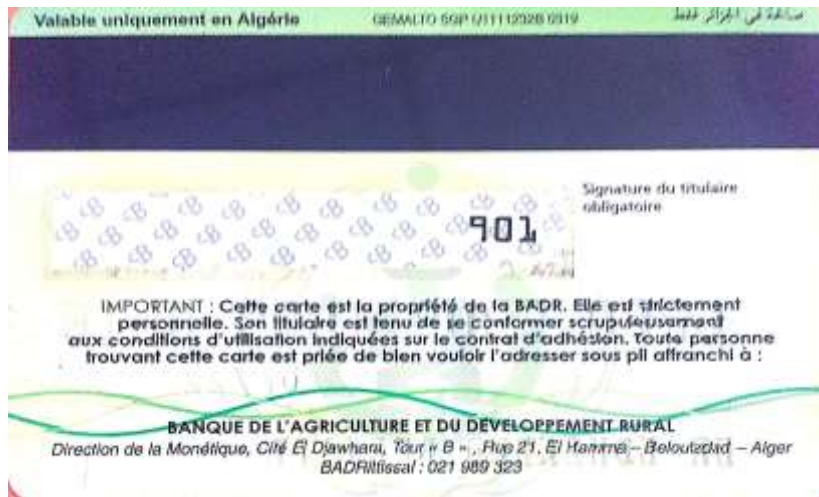 Valable uniquement en Algérie GEMALTO SGP صالحة في الجزائر فقط
Signature du titulaire
obligatoire
901
IMPORTANT : Cette carte est la propriété de la BADR. Elle est strictement
personnelle. Son titulaire est tenu de se conformer scrupuleusement
aux conditions d'utilisation indiquées sur le contrat d'adhésion. Toute personne
trouvant cette carte est priée de bien vouloir l'adresser sous pli affranchi à :
BANQUE DE L'AGRICULTURE ET DU DÉVELOPPEMENT RURAL
Direction de la Monétique, Cité El Djawhara, Tour « B » , Rue 21, El Hamma – Belouizdad – Alger
BADRittissal : 021 989 323